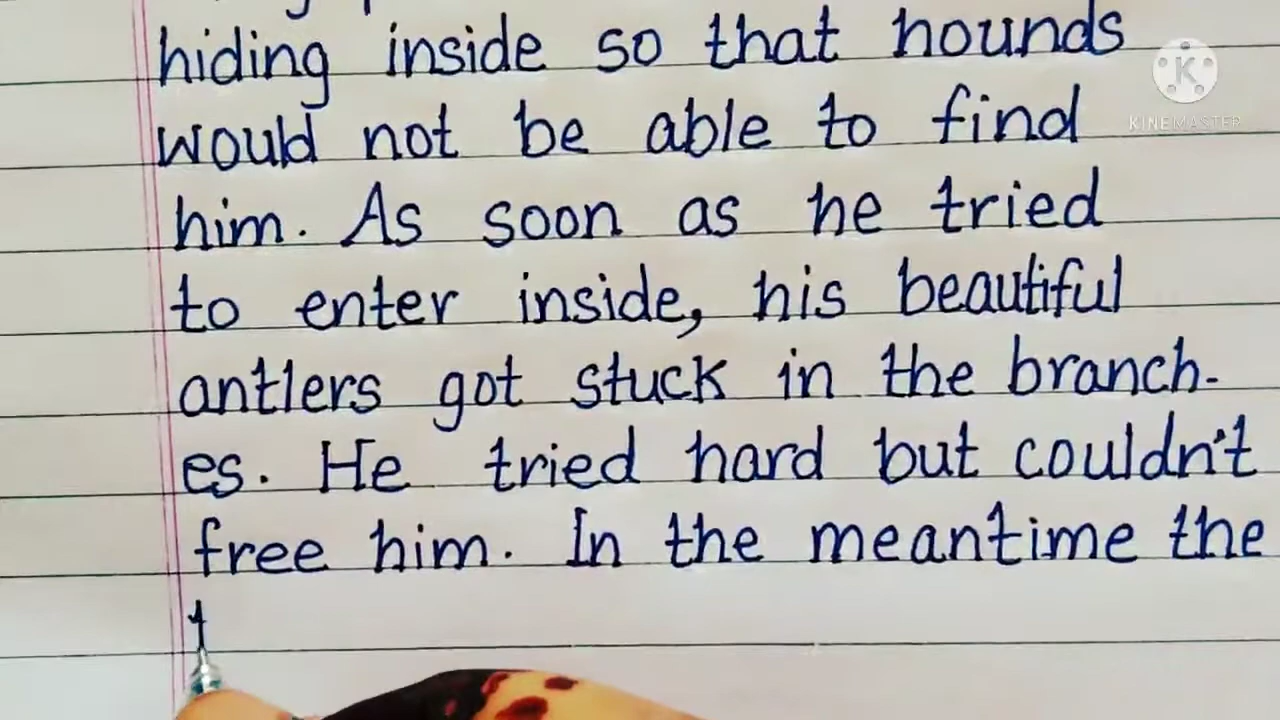 hiding inside so that hounds
would not be able to find
him. As soon as he tried
to enter inside, his beautiful
antlers got stuck in the branch-
es. He tried hard but couldn't
free him. In the meantime the
K
KINEMASTER